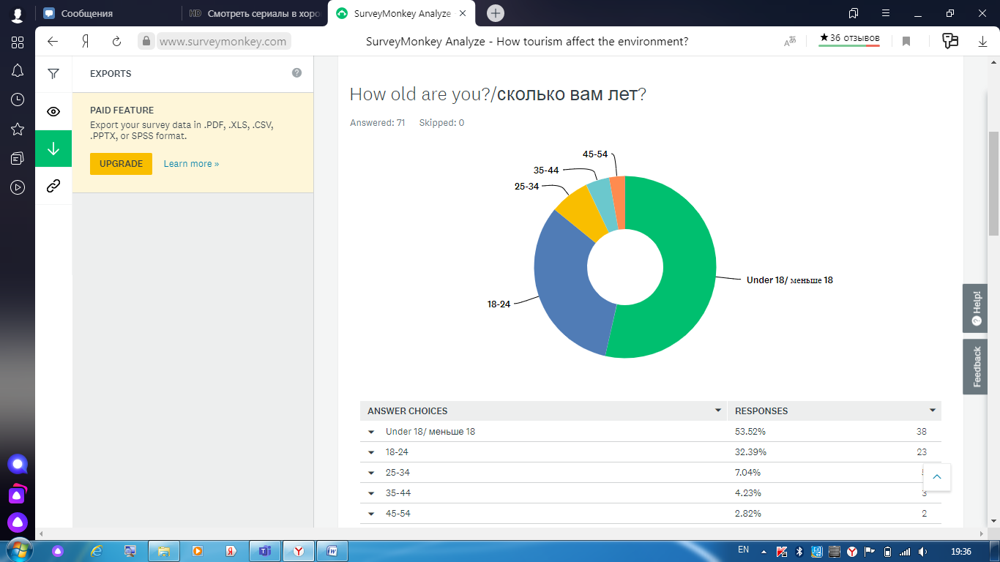 Сообщения
HD Смотреть сериалы в хоро
SurveyMonkey Analyze
www.surveymonkey.com
SurveyMonkey Analyze - How tourism affect the environment?
★36 отзывов
EXPORTS
PAID FEATURE
Export your survey data in .PDF, .XLS, .CSV,
.PPTX, or SPSS format.
UPGRADE Learn more »
How old are you?/сколько вам лет?
Answered: 71 Skipped: 0
45-54
35-44
25-34
Under 18/ меньше 18
18-24
Help!
Feedback
ANSWER CHOICES RESPONSES
Under 18/ меньше 18 53.52% 38
18-24 32.39% 23
25-34 7.04%
35-44 4.23% 3
45-54 2.82% 2
EN 19:36